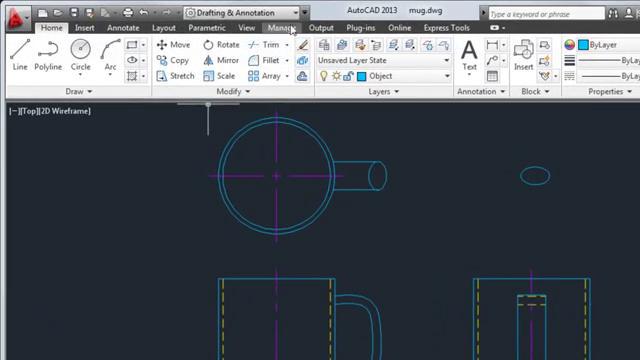 Drafting & Annotation
AutoCAD 2013 mug.dwg
Type a keyword or phrase
Home Insert Annotate Layout Parametric View Manage Output Plug-ins Online Express Tools
Line Polyline Circle Arc
Move Rotate Trim
Copy Mirror Fillet
Stretch Scale Array
Unsaved Layer State
Object
Text
Insert
ByLayer
ByLayer
ByLayer
Draw Modify Layers Annotation Block Properties
[−][Top][2D Wireframe]